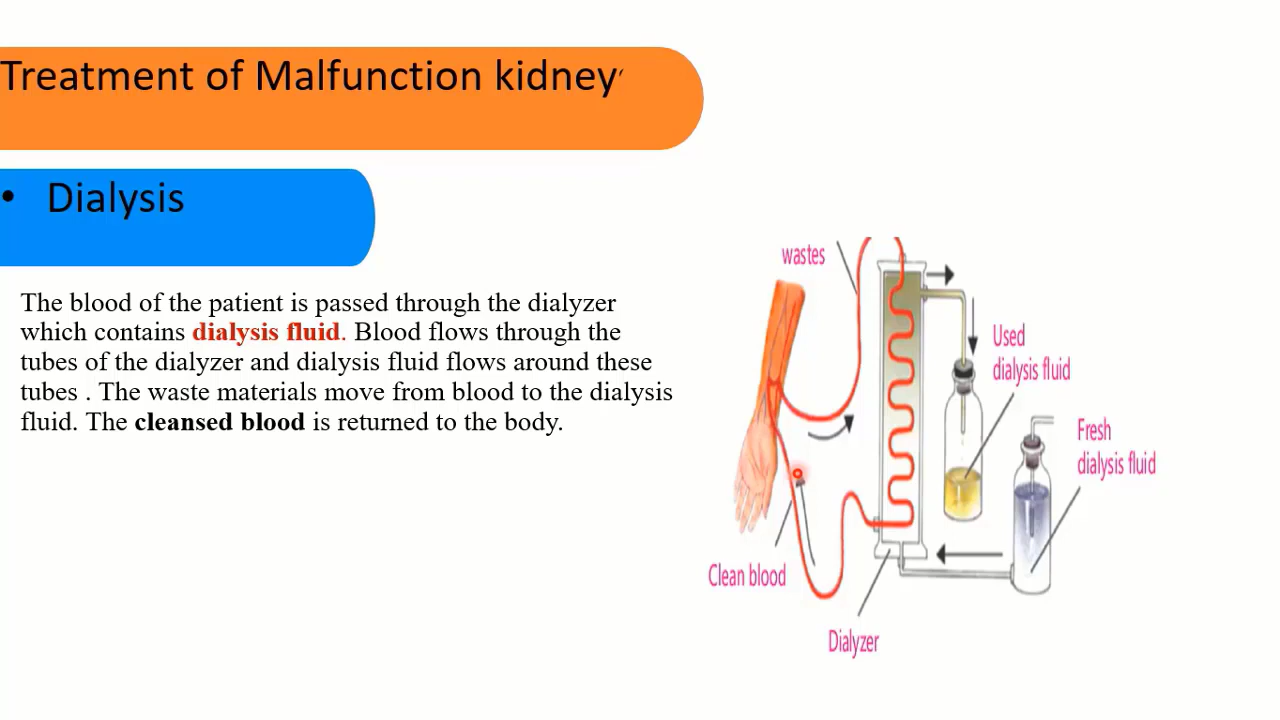 Treatment of Malfunction kidney
• Dialysis
The blood of the patient is passed through the dialyzer
which contains dialysis fluid. Blood flows through the
tubes of the dialyzer and dialysis fluid flows around these
tubes . The waste materials move from blood to the dialysis
fluid. The cleansed blood is returned to the body.
wastes
Used
dialysis fluid
Fresh
dialysis fluid
Clean blood
Dialyzer